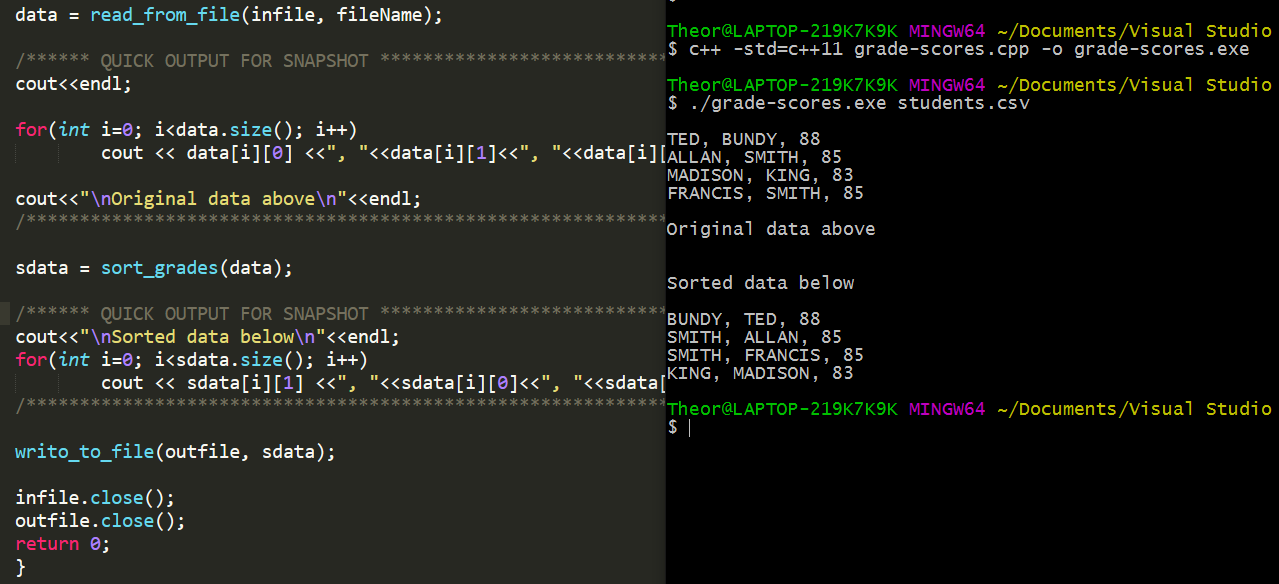 data = read_from_file(infile, fileName);
/****** QUICK OUTPUT FOR SNAPSHOT ***************************
cout<<endl;
for(int i=0; i<data.size(); i++)
cout << data[i][0] <<", "<<data[i][1]<<", "<<data[i][
cout<<"\nOriginal data above\n"<<endl;
/************************************************************
sdata = sort_grades(data);
/****** QUICK OUTPUT FOR SNAPSHOT ***************************
cout<<"\nSorted data below\n"<<endl;
for(int i=0; i<sdata.size(); i++)
cout << sdata[i][1] <<", "<<sdata[i][0]<<", "<<sdata[
/************************************************************
writo_to_file(outfile, sdata);
infile.close();
outfile.close();
return 0;
}
Theor@LAPTOP-219K7K9K MINGW64 ~/Documents/Visual Studio
$ c++ -std=c++11 grade-scores.cpp -o grade-scores.exe
Theor@LAPTOP-219K7K9K MINGW64 ~/Documents/Visual Studio
$ ./grade-scores.exe students.csv
TED, BUNDY, 88
ALLAN, SMITH, 85
MADISON, KING, 83
FRANCIS, SMITH, 85
Original data above
Sorted data below
BUNDY, TED, 88
SMITH, ALLAN, 85
SMITH, FRANCIS, 85
KING, MADISON, 83
Theor@LAPTOP-219K7K9K MINGW64 ~/Documents/Visual Studio
$